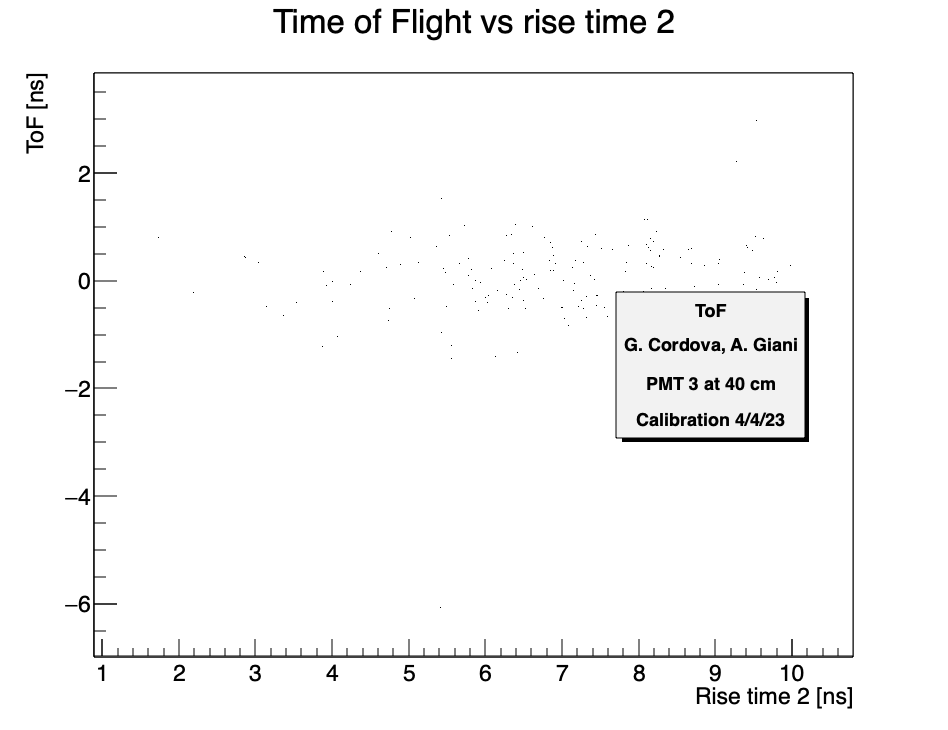 Time of Flight vs rise time 2
ToF [ns]
2
0
−2
−4
−6
ToF
G. Cordova, A. Giani
PMT 3 at 40 cm
Calibration 4/4/23
1 2 3 4 5 6 7 8 9 10
Rise time 2 [ns]